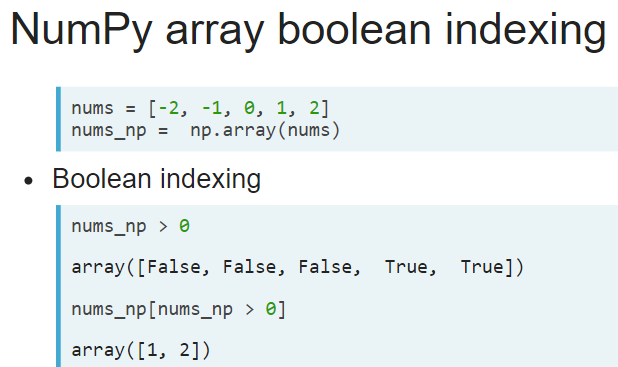 NumPy array boolean indexing
nums = [-2, -1, 0, 1, 2]
nums_np =  np.array(nums)
• Boolean indexing
nums_np > 0
array([False, False, False,  True,  True])
nums_np[nums_np > 0]
array([1, 2])